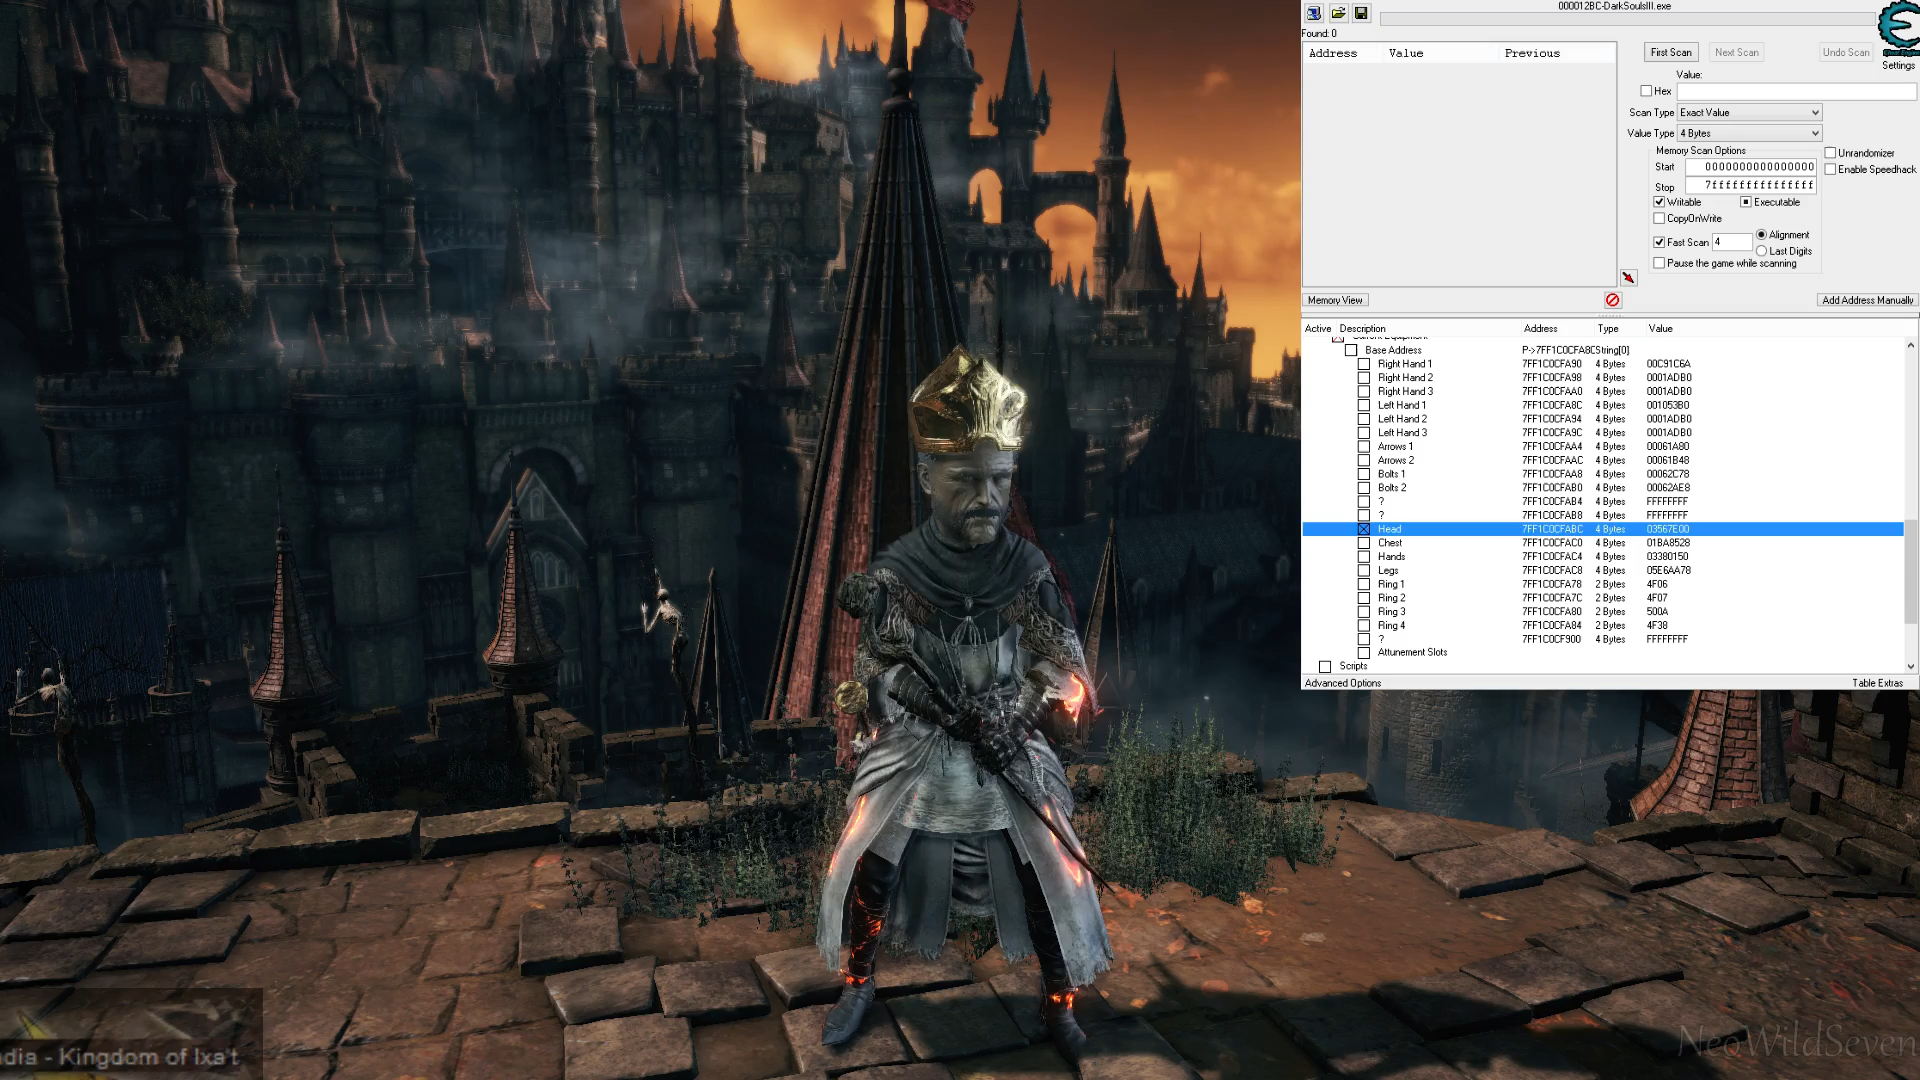 000012BC-DarkSoulsIII.exe
Found: 0
Address Value Previous
First Scan Next Scan Undo Scan
Settings
Value:
Hex
Scan Type Exact Value
Value Type 4 Bytes
Memory Scan Options
Unrandomizer
Start 0000000000000000
Enable Speedhack
Stop 7fffffffffffffff
Writable Executable
CopyOnWrite
Fast Scan 4 Alignment
Last Digits
Pause the game while scanning
Memory View Add Address Manually
Active Description Address Type Value
Current Equipment
Base Address P->7FF1C0CFA8C String[0]
Right Hand 1 7FF1C0CFA90 4 Bytes 00C91C6A
Right Hand 2 7FF1C0CFA98 4 Bytes 0001ADB0
Right Hand 3 7FF1C0CFAA0 4 Bytes 0001ADB0
Left Hand 1 7FF1C0CFA8C 4 Bytes 001053B0
Left Hand 2 7FF1C0CFA94 4 Bytes 0001ADB0
Left Hand 3 7FF1C0CFA9C 4 Bytes 0001ADB0
Arrows 1 7FF1C0CFAA4 4 Bytes 00061A80
Arrows 2 7FF1C0CFAAC 4 Bytes 00061B48
Bolts 1 7FF1C0CFAA8 4 Bytes 00062C78
Bolts 2 7FF1C0CFAB0 4 Bytes 00062AE8
? 7FF1C0CFAB4 4 Bytes FFFFFFFF
? 7FF1C0CFAB8 4 Bytes FFFFFFFF
Head 7FF1C0CFABC 4 Bytes 03567E00
Chest 7FF1C0CFAC0 4 Bytes 01BA8528
Hands 7FF1C0CFAC4 4 Bytes 03380150
Legs 7FF1C0CFAC8 4 Bytes 05E6AA78
Ring 1 7FF1C0CFA78 2 Bytes 4F06
Ring 2 7FF1C0CFA7C 2 Bytes 4F07
Ring 3 7FF1C0CFA80 2 Bytes 500A
Ring 4 7FF1C0CFA84 2 Bytes 4F38
? 7FF1C0CF900 4 Bytes FFFFFFFF
Attunement Slots
Scripts
Advanced Options Table Extras
NeoWildSeven
dia - Kingdom of Ixa't